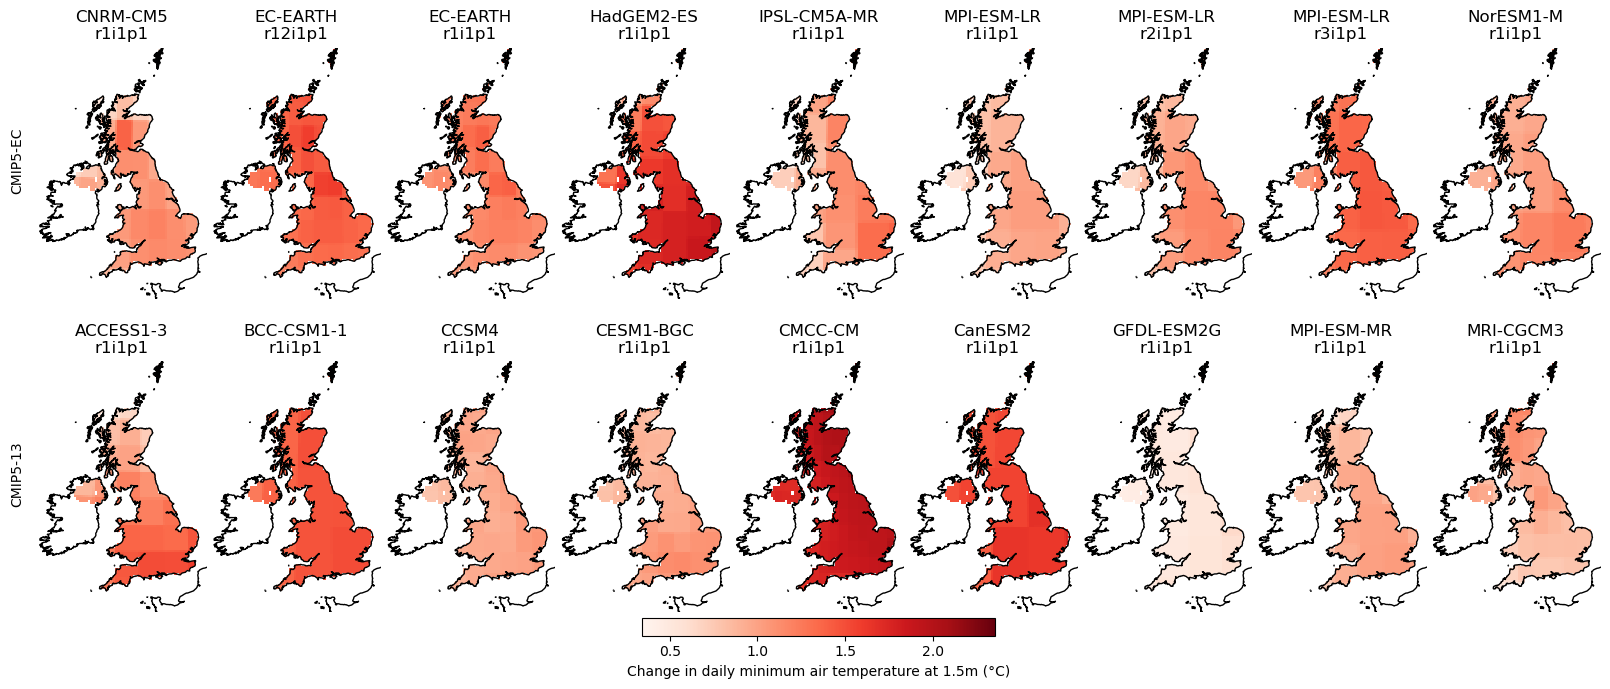 CNRM-CM5 EC-EARTH EC-EARTH HadGEM2-ES IPSL-CM5A-MR MPI-ESM-LR MPI-ESM-LR MPI-ESM-LR NorESM1-M
r1i1p1 r12i1p1 r1i1p1 r1i1p1 r1i1p1 r1i1p1 r2i1p1 r3i1p1 r1i1p1
CMIP5-EC
ACCESS1-3 BCC-CSM1-1 CCSM4 CESM1-BGC CMCC-CM CanESM2 GFDL-ESM2G MPI-ESM-MR MRI-CGCM3
r1i1p1 r1i1p1 r1i1p1 r1i1p1 r1i1p1 r1i1p1 r1i1p1 r1i1p1 r1i1p1
CMIP5-13
0.5 1.0 1.5 2.0
Change in daily minimum air temperature at 1.5m (°C)